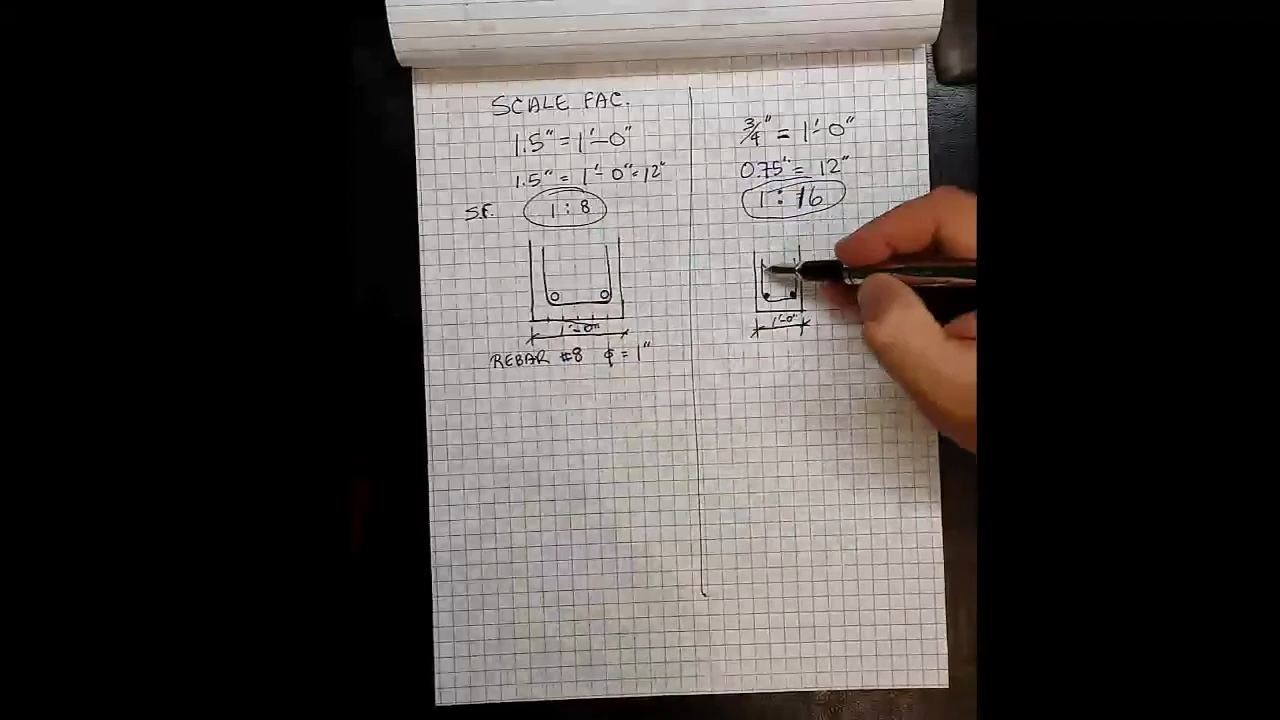 SCALE FAC.
1.5" = 1'-0"
1.5" = 1'-0" = 12"
S.F. 1 : 8
1'-0"
REBAR #8 φ = 1"
3/4" = 1'-0"
0.75" = 12"
1 : 16
1'-0"